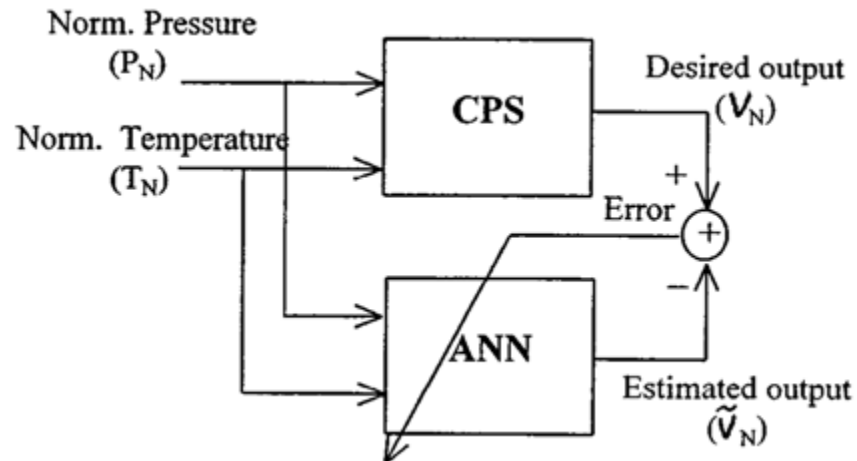 Norm. Pressure
(P_N)
CPS
Desired output
(V_N)
Norm. Temperature
(T_N)
+
Error
+
−
ANN
Estimated output
(Ṽ_N)